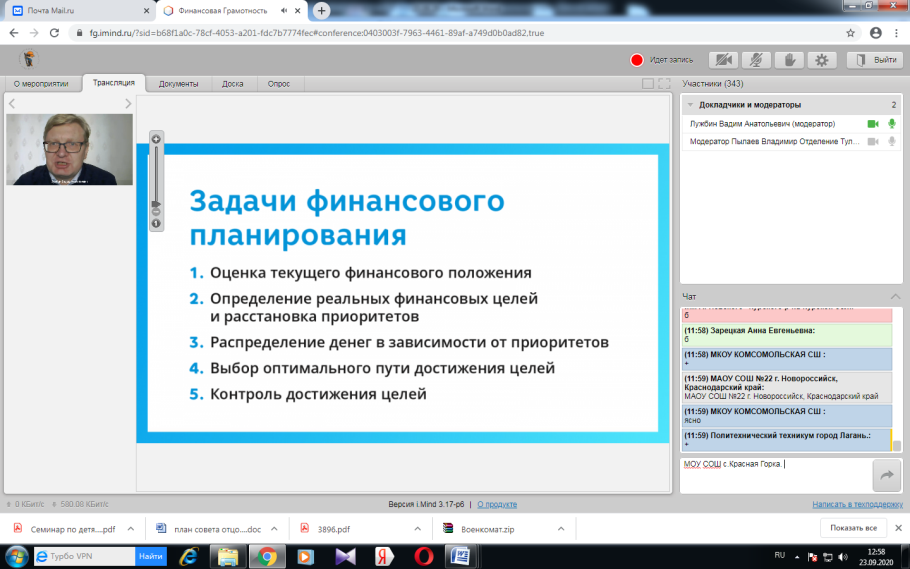 Почта Mail.ru
Финансовая Грамотность
fg.imind.ru/?sid=b68f1a0c-78cf-4053-a201-fdc7b7774fec#conference:0403003f-7963-4461-89af-a749d0b0ad82,true
Идет запись
Выйти
О мероприятии
Трансляция
Документы
Доска
Опрос
Задачи финансового
планирования
1. Оценка текущего финансового положения
2. Определение реальных финансовых целей
и расстановка приоритетов
3. Распределение денег в зависимости от приоритетов
4. Выбор оптимального пути достижения целей
5. Контроль достижения целей
Участники (343)
Докладчики и модераторы 2
Лужбин Вадим Анатольевич (модератор)
Модератор Пылаев Владимир Отделение Тул...
Чат
б
(11:58) Зарецкая Анна Евгеньевна:
б
(11:58) МКОУ КОМСОМОЛЬСКАЯ СШ :
+
(11:59) МАОУ СОШ №22 г. Новороссийск,
Краснодарский край:
МАОУ СОШ №22 г. Новороссийск, Краснодарский край
(11:59) МКОУ КОМСОМОЛЬСКАЯ СШ :
ясно
(11:59) Политехнический техникум город Лагань.:
+
МОУ СОШ с.Красная Горка.
0 КБит/с 580.00 КБит/с
Версия i.Mind 3.17-p6 | О продукте
Написать в техподдержку
Семинар по детя....pdf
план совета отцо....doc
3896.pdf
Военкомат.zip
Показать все
Турбо VPN
Найти
RU
12:58
23.09.2020